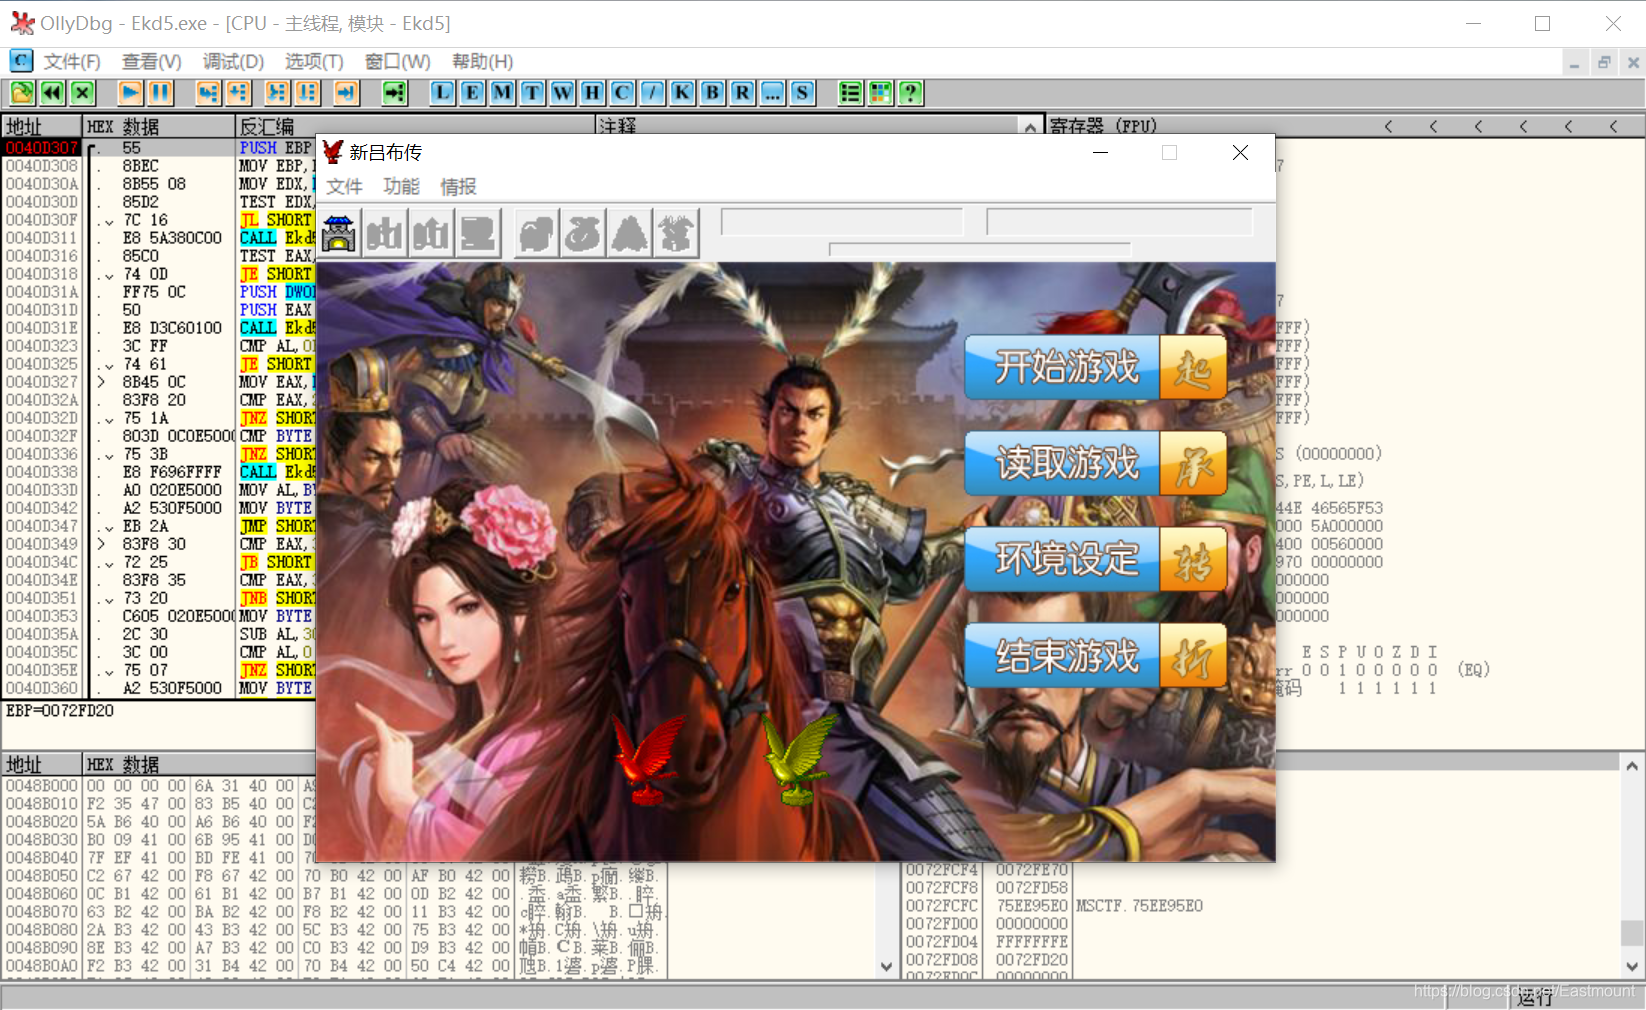 OllyDbg - Ekd5.exe - [CPU - 主线程, 模块 - Ekd5]
C 文件(F) 查看(V) 调试(D) 选项(T) 窗口(W) 帮助(H)
L E M T W H C / K B R ... S ?
地址 HEX 数据 反汇编 注释 寄存器 (FPU) < < < < < <
0040D307 . 55 PUSH EBP
0040D308 . 8BEC MOV EBP,
0040D30A . 8B55 08 MOV EDX,
0040D30D . 85D2 TEST EDX,
0040D30F . 7C 16 JL SHORT
0040D311 . E8 5A380C00 CALL Ekd5
0040D316 . 85C0 TEST EAX,
0040D318 . 74 0D JE SHORT
0040D31A . FF75 0C PUSH DWO
0040D31D . 50 PUSH EAX
0040D31E . E8 D3C60100 CALL Ekd5
0040D323 . 3C FF CMP AL,0
0040D325 . 74 61 JE SHORT
0040D327 > 8B45 0C MOV EAX,
0040D32A . 83F8 20 CMP EAX,
0040D32D . 75 1A JNZ SHORT
0040D32F . 803D 0C0E5000 CMP BYTE
0040D336 . 75 3B JNZ SHORT
0040D338 . E8 F696FFFF CALL Ekd5
0040D33D . A0 020E5000 MOV AL,BY
0040D342 . A2 530F5000 MOV BYTE
0040D347 . EB 2A JMP SHORT
0040D349 > 83F8 30 CMP EAX,
0040D34C . 72 25 JB SHORT
0040D34E . 83F8 35 CMP EAX,
0040D351 . 73 20 JNB SHORT
0040D353 . C605 020E5000 MOV BYTE
0040D35A . 2C 30 SUB AL,30
0040D35C . 3C 00 CMP AL,0
0040D35E . 75 07 JNZ SHORT
0040D360 . A2 530F5000 MOV BYTE
EBP=0072FD20
新吕布传
文件 功能 情报
开始游戏 起
读取游戏 承
环境设定 转
结束游戏 折
7
7
FFF)
FFF)
FFF)
FFF)
FFF)
FFF)
S (00000000)
S,PE,L,LE)
44E 46565F53
000 5A000000
400 00560000
970 00000000
000000
000000
000000
E S P U O Z D I
rr 0 0 1 0 0 0 0 0 (EQ)
掩码 1 1 1 1 1 1
地址 HEX 数据
0048B000 00 00 00 00 6A 31 40 00
0048B010 F2 35 47 00 83 B5 40 00
0048B020 5A B6 40 00 A6 B6 40 00
0048B030 B0 09 41 00 6B 95 41 00
0048B040 7F EF 41 00 BD FE 41 00
0048B050 C2 67 42 00 F8 67 42 00 70 B0 42 00 AF B0 42 00
0048B060 0C B1 42 00 61 B1 42 00 B7 B1 42 00 0D B2 42 00
0048B070 63 B2 42 00 BA B2 42 00 F8 B2 42 00 11 B3 42 00
0048B080 2A B3 42 00 43 B3 42 00 5C B3 42 00 75 B3 42 00
0048B090 8E B3 42 00 A7 B3 42 00 C0 B3 42 00 D9 B3 42 00
0048B0A0 F2 B3 42 00 31 B4 42 00 70 B4 42 00 50 C4 42 00
0072FCF4 0072FE70
0072FCF8 0072FD58
0072FCFC 75EE95E0 MSCTF.75EE95E0
0072FD00 00000000
0072FD04 FFFFFFFE
0072FD08 0072FD20
0072FD0C 00000000
https://blog.csdn.net/Eastmount
运行